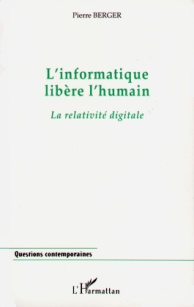 Pierre BERGER
L'informatique
libère l'humain
La relativité digitale
Questions contemporaines
L'Harmattan